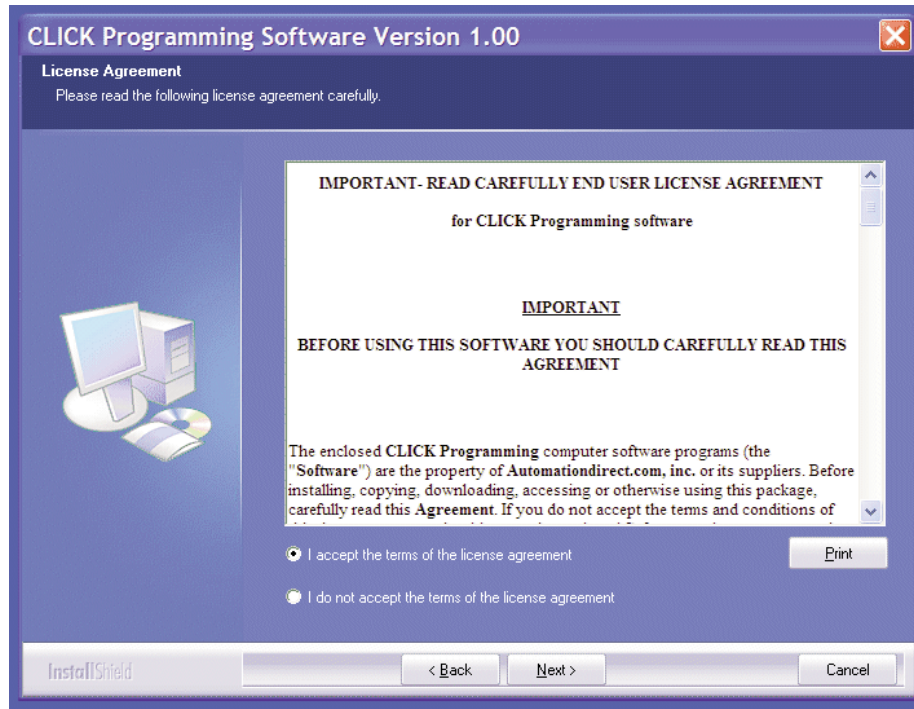 CLICK Programming Software Version 1.00
License Agreement
Please read the following license agreement carefully.
IMPORTANT- READ CAREFULLY END USER LICENSE AGREEMENT
for CLICK Programming software
IMPORTANT
BEFORE USING THIS SOFTWARE YOU SHOULD CAREFULLY READ THIS
AGREEMENT
The enclosed CLICK Programming computer software programs (the
"Software") are the property of Automationdirect.com, inc. or its suppliers. Before
installing, copying, downloading, accessing or otherwise using this package,
carefully read this Agreement. If you do not accept the terms and conditions of
I accept the terms of the license agreement
Print
I do not accept the terms of the license agreement
InstallShield
< Back
Next >
Cancel